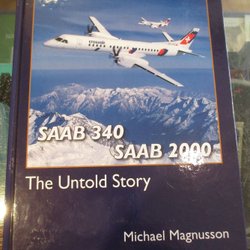 SAAB 340
SAAB 2000
The Untold Story
Michael Magnusson